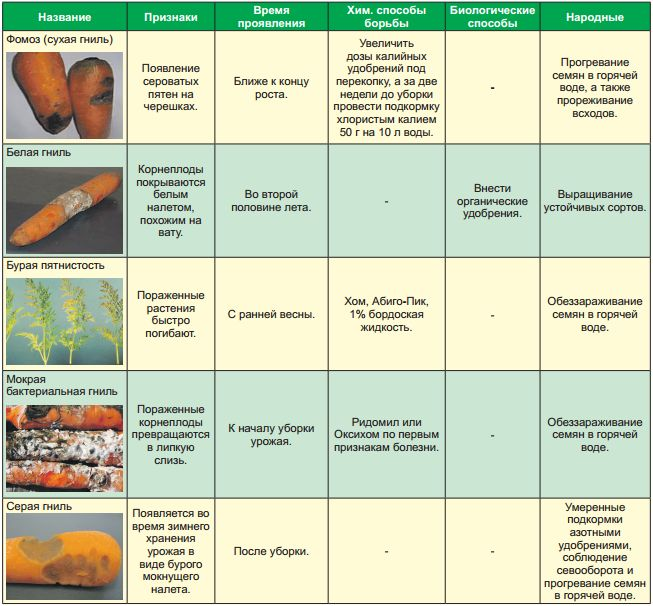 Название
Признаки
Время
проявления
Хим. способы
борьбы
Биологические
способы
Народные
Фомоз (сухая гниль)
Появление
сероватых
пятен на
черешках.
Ближе к концу
роста.
Увеличить
дозы калийных
удобрений под
перекопку, а за две
недели до уборки
провести подкормку
хлористым калием
50 г на 10 л воды.
-
Прогревание
семян в горячей
воде, а также
прореживание
всходов.
Белая гниль
Корнеплоды
покрываются
белым
налетом,
похожим на
вату.
Во второй
половине лета.
-
Внести
органические
удобрения.
Выращивание
устойчивых сортов.
Бурая пятнистость
Пораженные
растения
быстро
погибают.
С ранней весны.
Хом, Абиго-Пик,
1% бордоская
жидкость.
-
Обеззараживание
семян в горячей
воде.
Мокрая
бактериальная гниль
Пораженные
корнеплоды
превращаются
в липкую
слизь.
К началу уборки
урожая.
Ридомил или
Оксихом по первым
признакам болезни.
-
Обеззараживание
семян в горячей
воде.
Серая гниль
Появляется во
время зимнего
хранения
урожая в
виде бурого
мокнущего
налета.
После уборки.
-
-
Умеренные
подкормки
азотными
удобрениями,
соблюдение
севооборота и
прогревание семян
в горячей воде.